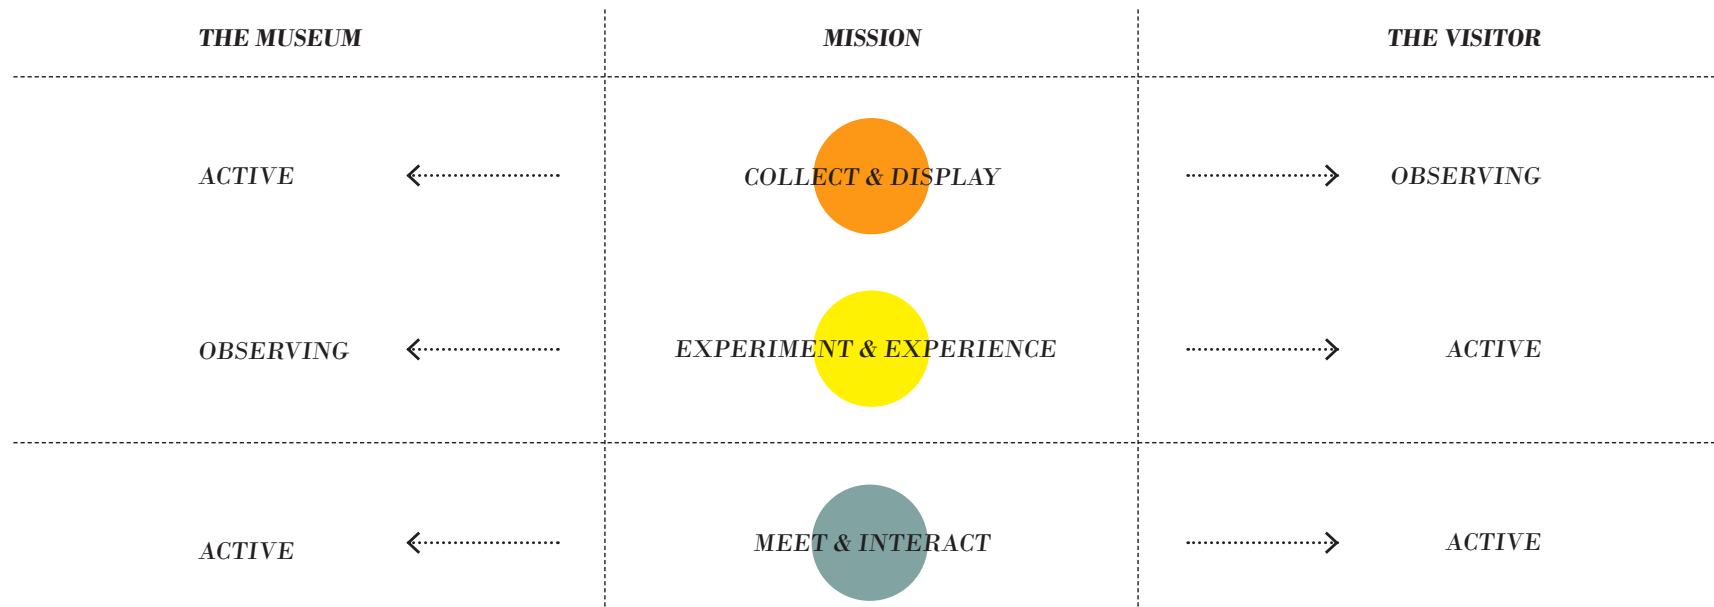 THE MUSEUM
MISSION
THE VISITOR
ACTIVE
COLLECT & DISPLAY
OBSERVING
OBSERVING
EXPERIMENT & EXPERIENCE
ACTIVE
ACTIVE
MEET & INTERACT
ACTIVE